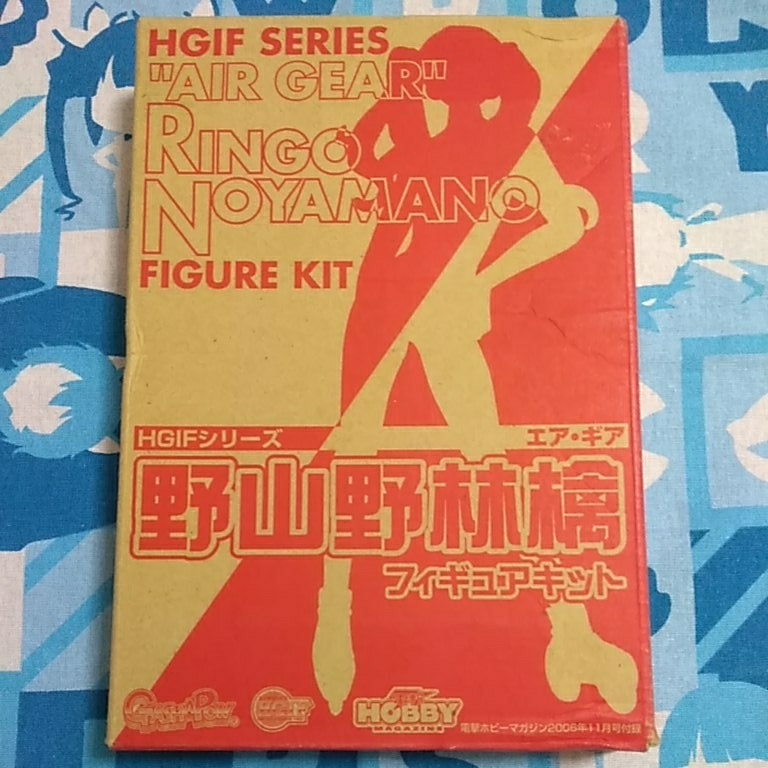 HGIF SERIES
"AIR GEAR"
RINGO
NOYAMANO
FIGURE KIT
HGIFシリーズ
エア・ギア
野山野林檎
フィギュアキット
HGIF
HOBBY
MAGAZINE
電撃ホビーマガジン2006年11月号付録